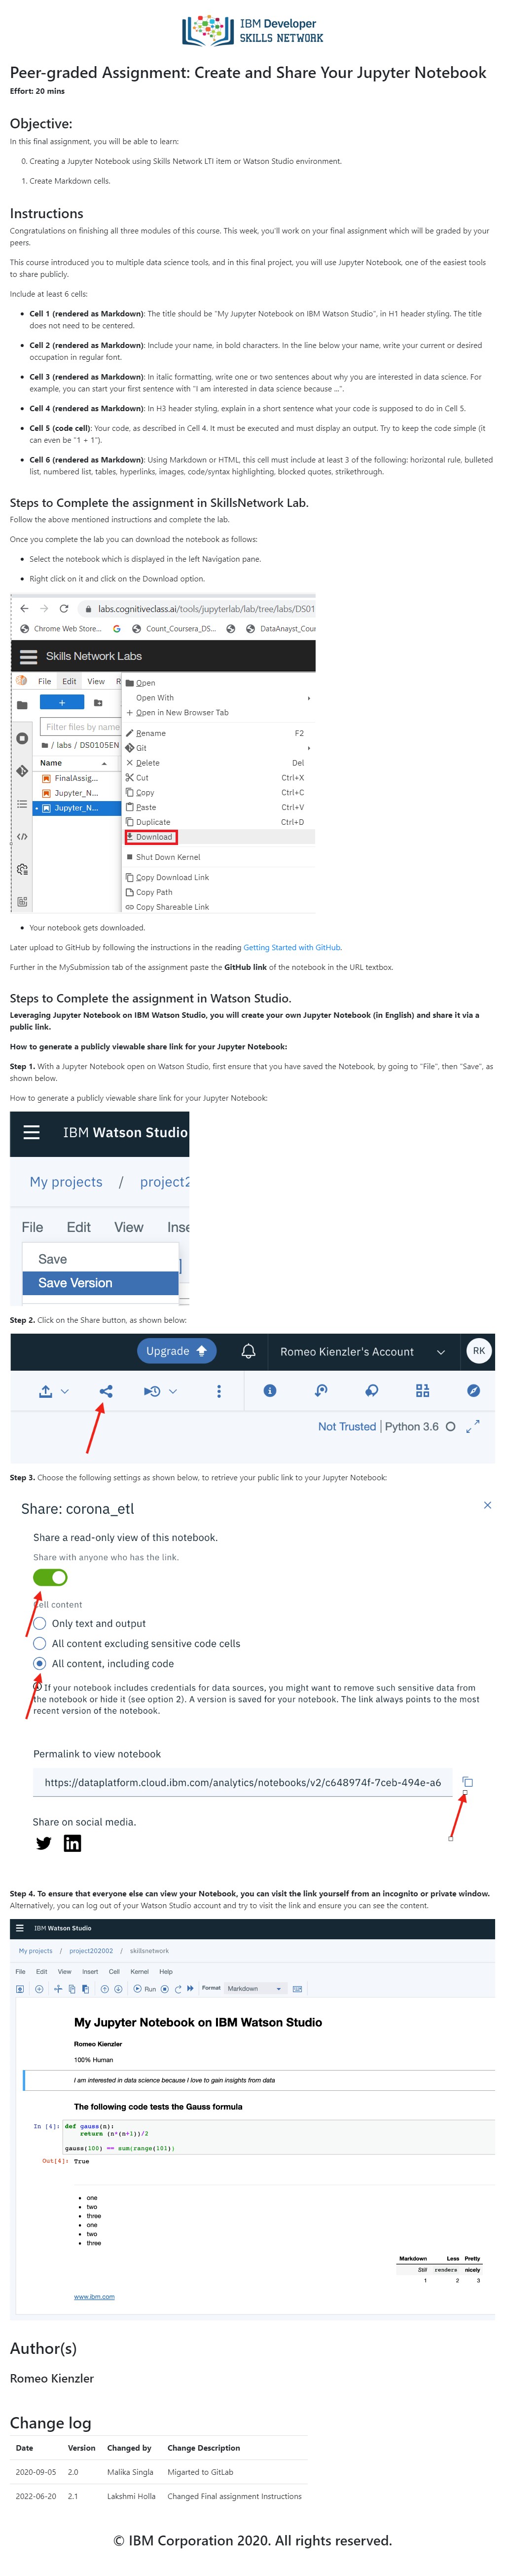 IBM Developer
SKILLS NETWORK
Peer-graded Assignment: Create and Share Your Jupyter Notebook
Effort: 20 mins
Objective:
In this final assignment, you will be able to learn:
0. Creating a Jupyter Notebook using Skills Network LTI item or Watson Studio environment.
1. Create Markdown cells.
Instructions
Congratulations on finishing all three modules of this course. This week, you'll work on your final assignment which will be graded by your
peers.
This course introduced you to multiple data science tools, and in this final project, you will use Jupyter Notebook, one of the easiest tools
to share publicly.
Include at least 6 cells:
• Cell 1 (rendered as Markdown): The title should be "My Jupyter Notebook on IBM Watson Studio", in H1 header styling. The title
does not need to be centered.
• Cell 2 (rendered as Markdown): Include your name, in bold characters. In the line below your name, write your current or desired
occupation in regular font.
• Cell 3 (rendered as Markdown): In italic formatting, write one or two sentences about why you are interested in data science. For
example, you can start your first sentence with "I am interested in data science because ...".
• Cell 4 (rendered as Markdown): In H3 header styling, explain in a short sentence what your code is supposed to do in Cell 5.
• Cell 5 (code cell): Your code, as described in Cell 4. It must be executed and must display an output. Try to keep the code simple (it
can even be "1 + 1").
• Cell 6 (rendered as Markdown): Using Markdown or HTML, this cell must include at least 3 of the following: horizontal rule, bulleted
list, numbered list, tables, hyperlinks, images, code/syntax highlighting, blocked quotes, strikethrough.
Steps to Complete the assignment in SkillsNetwork Lab.
Follow the above mentioned instructions and complete the lab.
Once you complete the lab you can download the notebook as follows:
• Select the notebook which is displayed in the left Navigation pane.
• Right click on it and click on the Download option.
labs.cognitiveclass.ai/tools/jupyterlab/lab/tree/labs/DS01
Chrome Web Store... Count_Coursera_DS... DataAnayst_Cour
Skills Network Labs
File Edit View R
Open
Open With
Open in New Browser Tab
Filter files by name
Rename F2
/ labs / DS0105EN
Git
Name
Delete Del
FinalAssig...
Cut Ctrl+X
Jupyter_N...
Copy Ctrl+C
Jupyter_N...
Paste Ctrl+V
Duplicate Ctrl+D
Download
Shut Down Kernel
Copy Download Link
Copy Path
Copy Shareable Link
• Your notebook gets downloaded.
Later upload to GitHub by following the instructions in the reading Getting Started with GitHub.
Further in the MySubmission tab of the assignment paste the GitHub link of the notebook in the URL textbox.
Steps to Complete the assignment in Watson Studio.
Leveraging Jupyter Notebook on IBM Watson Studio, you will create your own Jupyter Notebook (in English) and share it via a
public link.
How to generate a publicly viewable share link for your Jupyter Notebook:
Step 1. With a Jupyter Notebook open on Watson Studio, first ensure that you have saved the Notebook, by going to "File", then "Save", as
shown below.
How to generate a publicly viewable share link for your Jupyter Notebook:
IBM Watson Studio
My projects / project2
File Edit View Inse
Save
Save Version
Step 2. Click on the Share button, as shown below:
Upgrade Romeo Kienzler's Account RK
Not Trusted | Python 3.6
Step 3. Choose the following settings as shown below, to retrieve your public link to your Jupyter Notebook:
Share: corona_etl
Share a read-only view of this notebook.
Share with anyone who has the link.
Cell content
Only text and output
All content excluding sensitive code cells
All content, including code
If your notebook includes credentials for data sources, you might want to remove such sensitive data from
the notebook or hide it (see option 2). A version is saved for your notebook. The link always points to the most
recent version of the notebook.
Permalink to view notebook
https://dataplatform.cloud.ibm.com/analytics/notebooks/v2/c648974f-7ceb-494e-a6
Share on social media.
Step 4. To ensure that everyone else can view your Notebook, you can visit the link yourself from an incognito or private window.
Alternatively, you can log out of your Watson Studio account and try to visit the link and ensure you can see the content.
IBM Watson Studio
My projects / project202002 / skillsnetwork
File Edit View Insert Cell Kernel Help
Run Format Markdown
My Jupyter Notebook on IBM Watson Studio
Romeo Kienzler
100% Human
I am interested in data science because I love to gain insights from data
The following code tests the Gauss formula
In [4]: def gauss(n):
return (n*(n+1))/2
gauss(100) == sum(range(101))
Out[4]: True
• one
• two
• three
• one
• two
• three
Markdown Less Pretty
Still renders nicely
1 2 3
www.ibm.com
Author(s)
Romeo Kienzler
Change log
Date Version Changed by Change Description
2020-09-05 2.0 Malika Singla Migarted to GitLab
2022-06-20 2.1 Lakshmi Holla Changed Final assignment Instructions
© IBM Corporation 2020. All rights reserved.